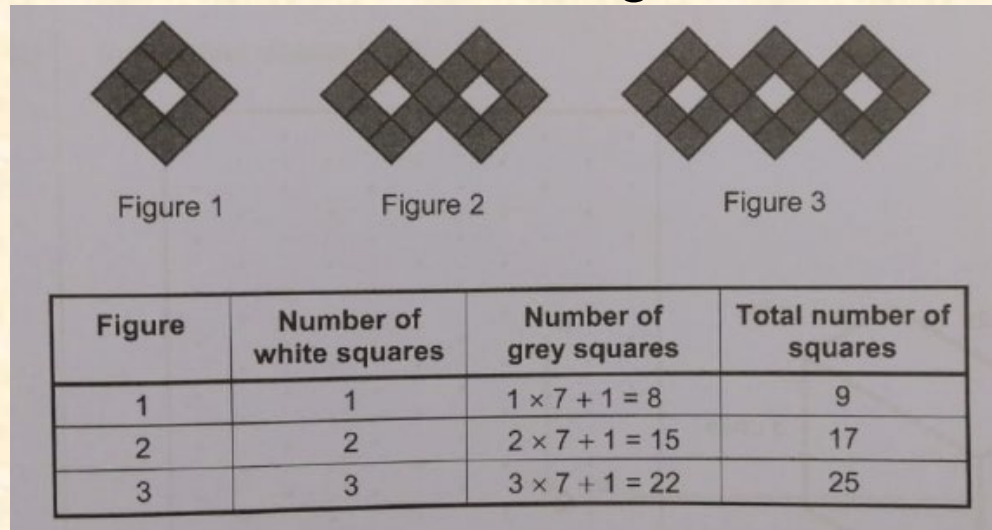 Figure 1 Figure 2 Figure 3
Figure Number of white squares Number of grey squares Total number of squares
1 1 1 × 7 + 1 = 8 9
2 2 2 × 7 + 1 = 15 17
3 3 3 × 7 + 1 = 22 25